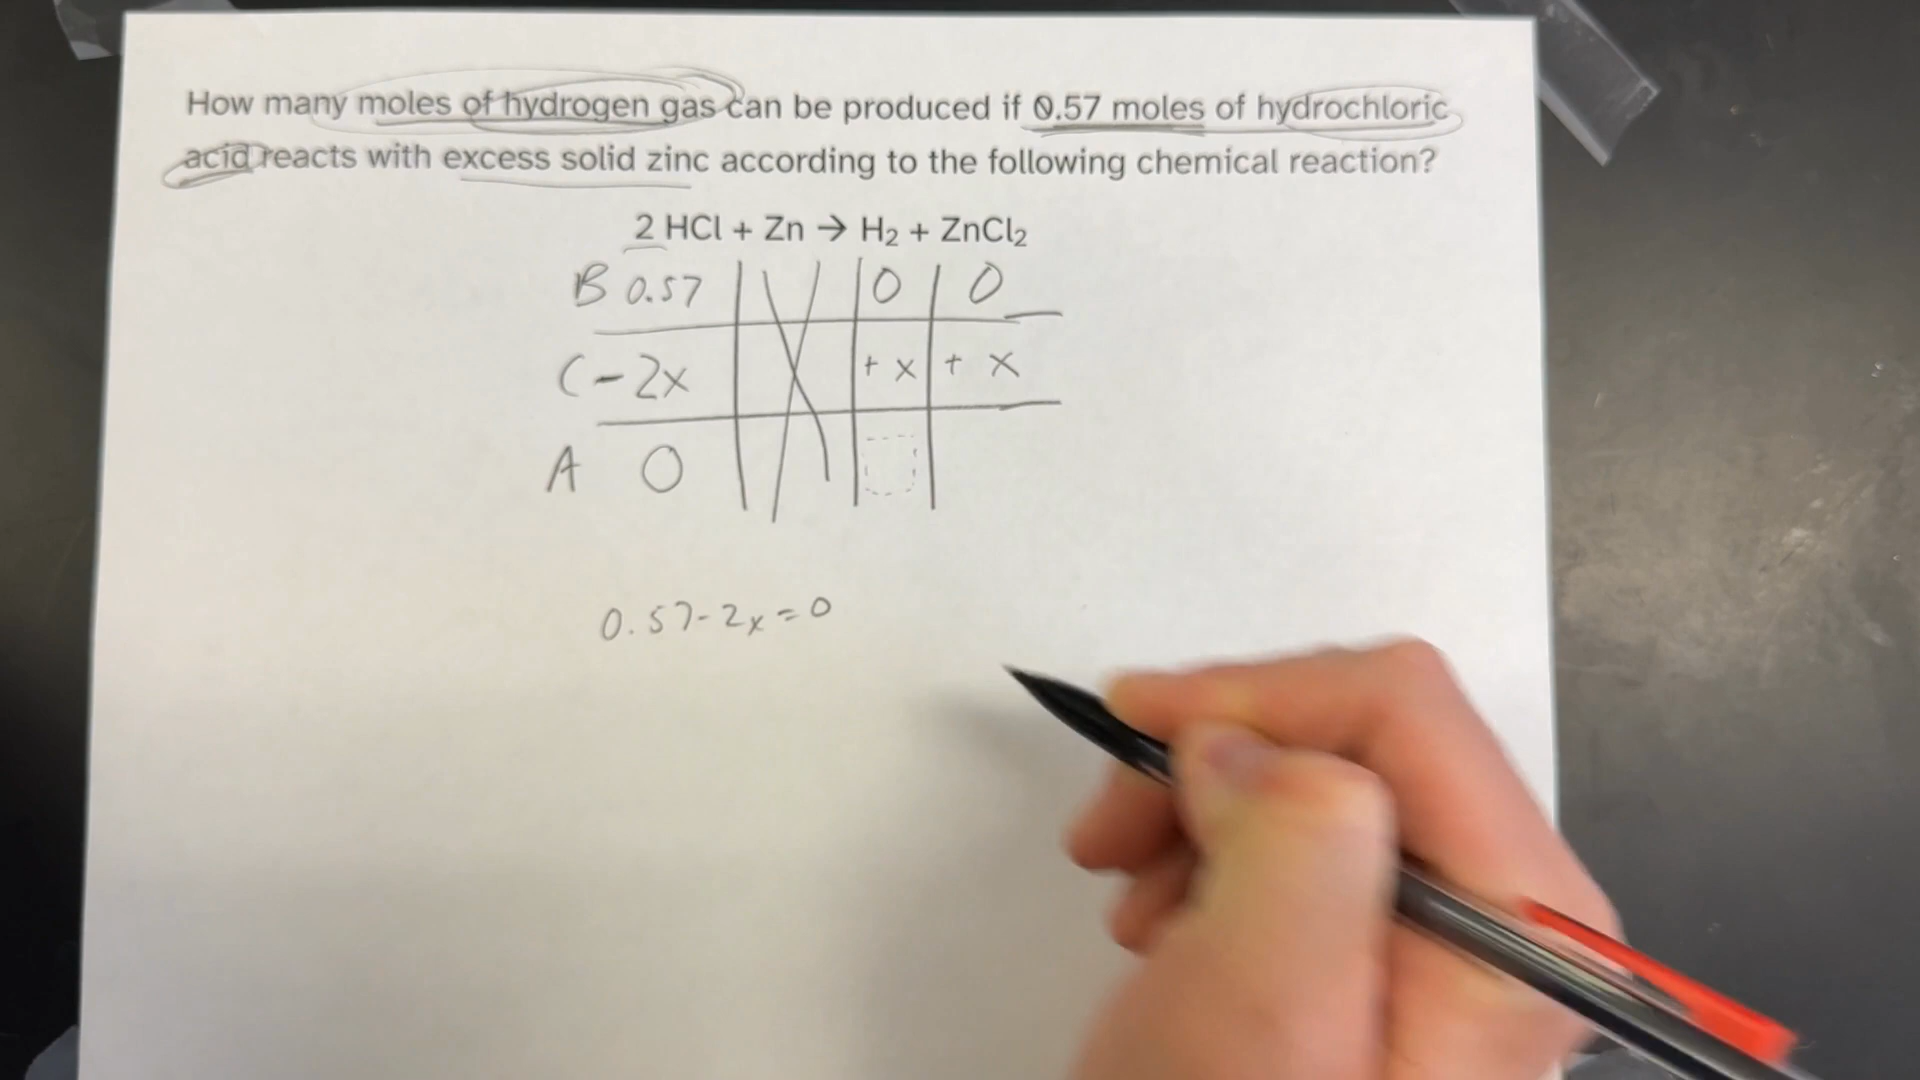 How many moles of hydrogen gas can be produced if 0.57 moles of hydrochloric
acid reacts with excess solid zinc according to the following chemical reaction?
2 HCl + Zn → H₂ + ZnCl₂
B 0.57 0 0
C -2x + x + x
A 0
0.57-2x=0